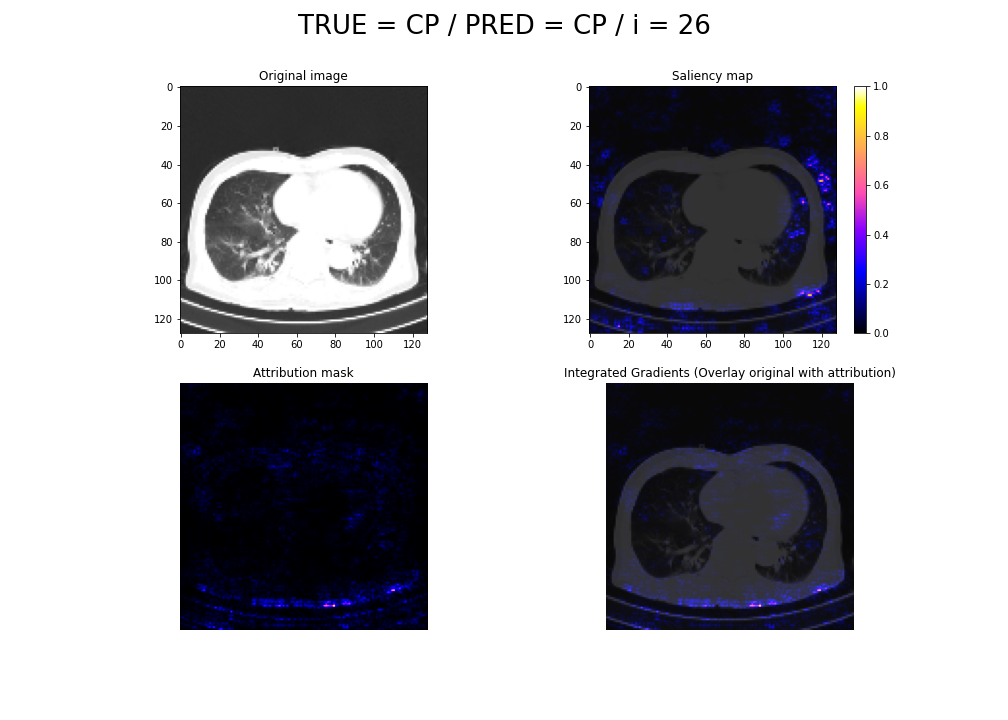 TRUE = CP / PRED = CP / i = 26
Original image
0
20
40
60
80
100
120
0 20 40 60 80 100 120
Saliency map
0
20
40
60
80
100
120
0 20 40 60 80 100 120
1.0
0.8
0.6
0.4
0.2
0.0
Attribution mask
Integrated Gradients (Overlay original with attribution)